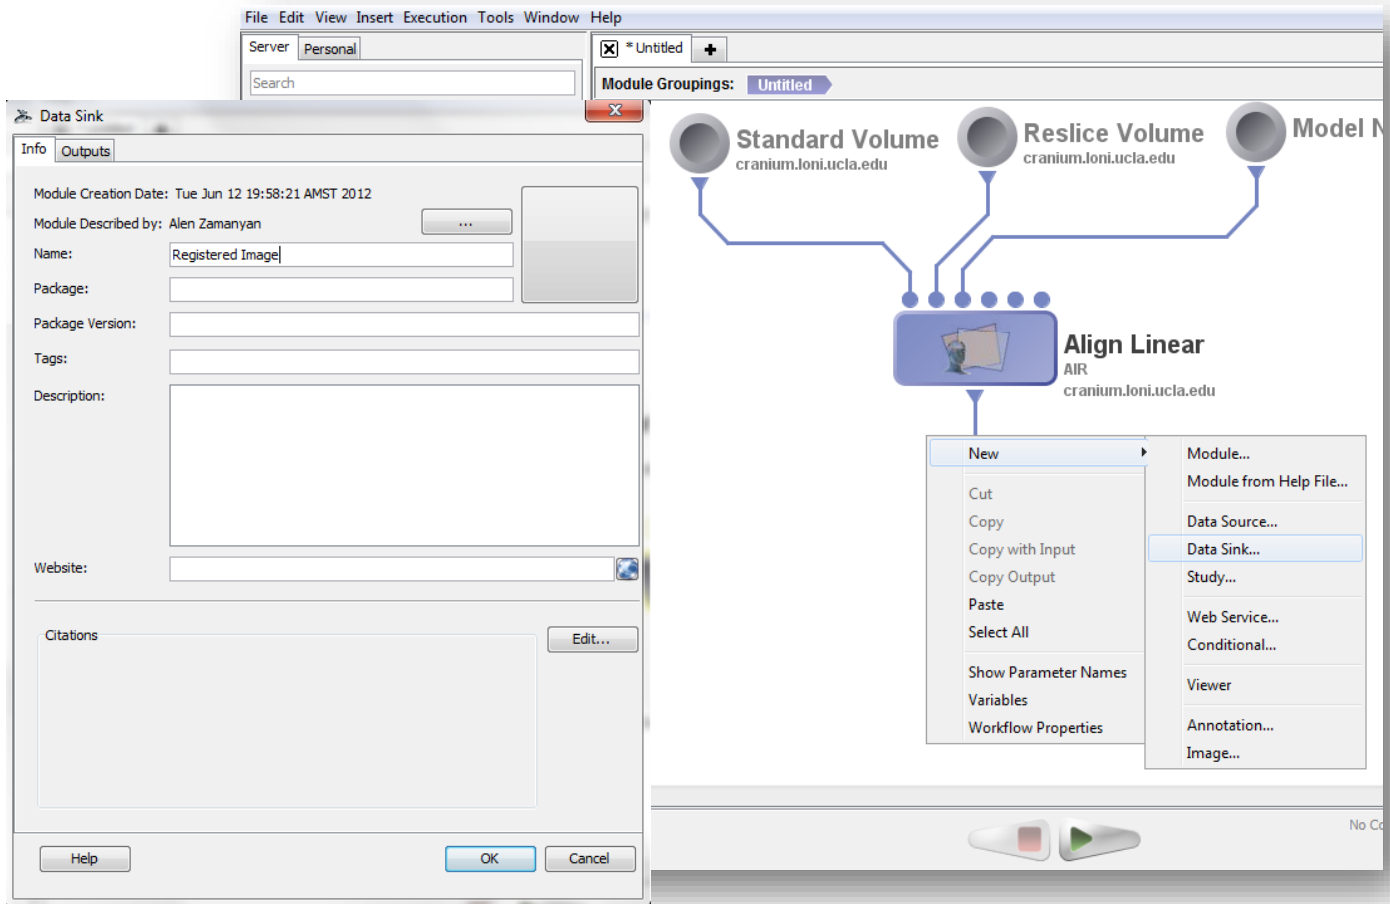 File Edit View Insert Execution Tools Window Help
Server Personal
* Untitled
Search
Module Groupings: Untitled
Data Sink
Info Outputs
Module Creation Date: Tue Jun 12 19:58:21 AMST 2012
Module Described by: Alen Zamanyan
...
Name: Registered Image
Package:
Package Version:
Tags:
Description:
Website:
Citations
Edit...
Help
OK
Cancel
Standard Volume
cranium.loni.ucla.edu
Reslice Volume
cranium.loni.ucla.edu
Model
Align Linear
AIR
cranium.loni.ucla.edu
New
Cut
Copy
Copy with Input
Copy Output
Paste
Select All
Show Parameter Names
Variables
Workflow Properties
Module...
Module from Help File...
Data Source...
Data Sink...
Study...
Web Service...
Conditional...
Viewer
Annotation...
Image...
No